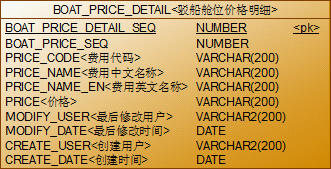 BOAT_PRICE_DETAIL<驳船舱位价格明细>
BOAT_PRICE_DETAIL_SEQ NUMBER <pk>
BOAT_PRICE_SEQ NUMBER
PRICE_CODE<费用代码> VARCHAR(200)
PRICE_NAME<费用中文名称> VARCHAR(200)
PRICE_NAME_EN<费用英文名称> VARCHAR(200)
PRICE<价格> VARCHAR(200)
MODIFY_USER<最后修改用户> VARCHAR2(200)
MODIFY_DATE<最后修改时间> DATE
CREATE_USER<创建用户> VARCHAR2(200)
CREATE_DATE<创建时间> DATE